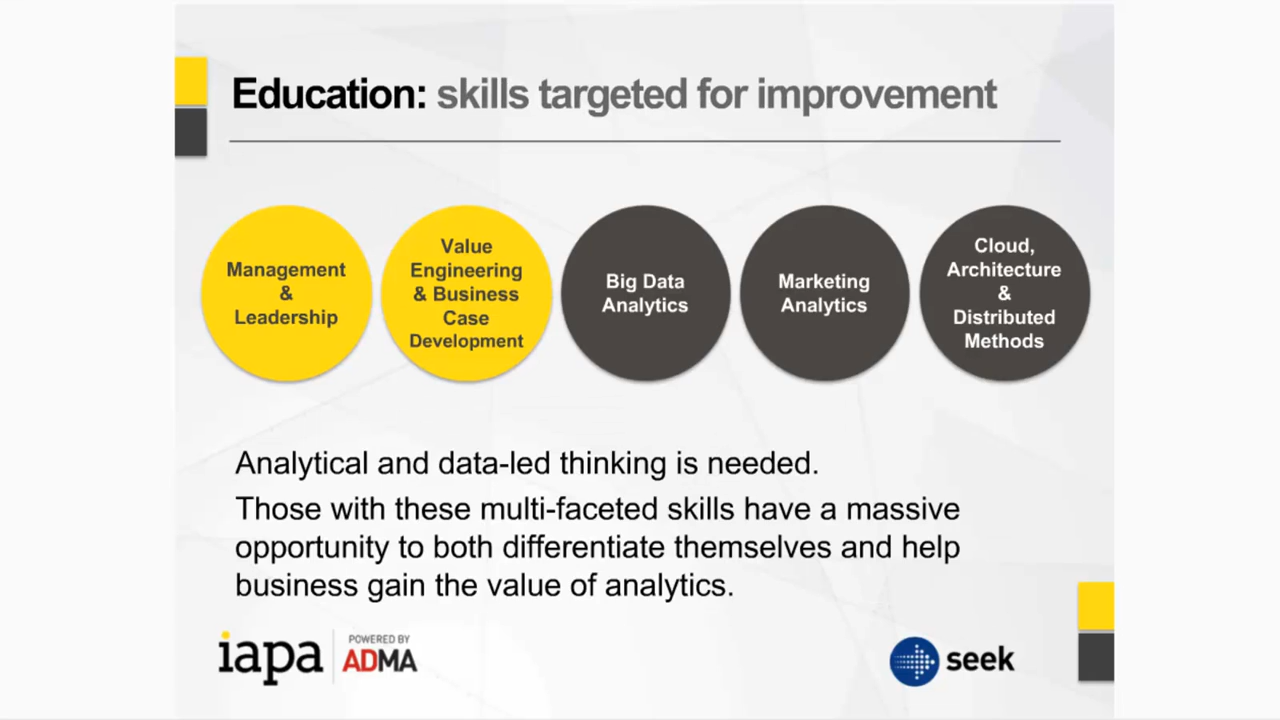 Education: skills targeted for improvement
Management
&
Leadership
Value
Engineering
& Business
Case
Development
Big Data
Analytics
Marketing
Analytics
Cloud,
Architecture
&
Distributed
Methods
Analytical and data-led thinking is needed.
Those with these multi-faceted skills have a massive
opportunity to both differentiate themselves and help
business gain the value of analytics.
iapa
POWERED BY
ADMA
seek